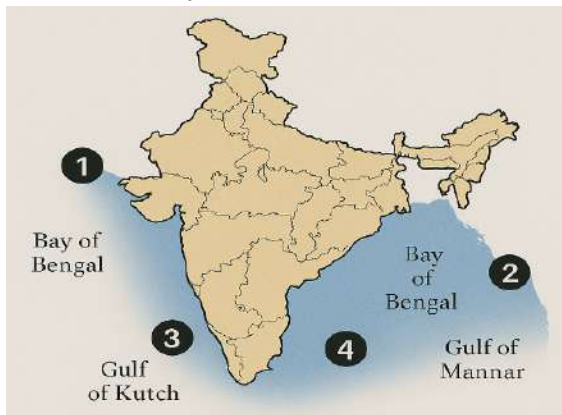 1
Bay of
Bengal
Bay
of
Bengal
2
3
4
Gulf
of Kutch
Gulf of
Mannar